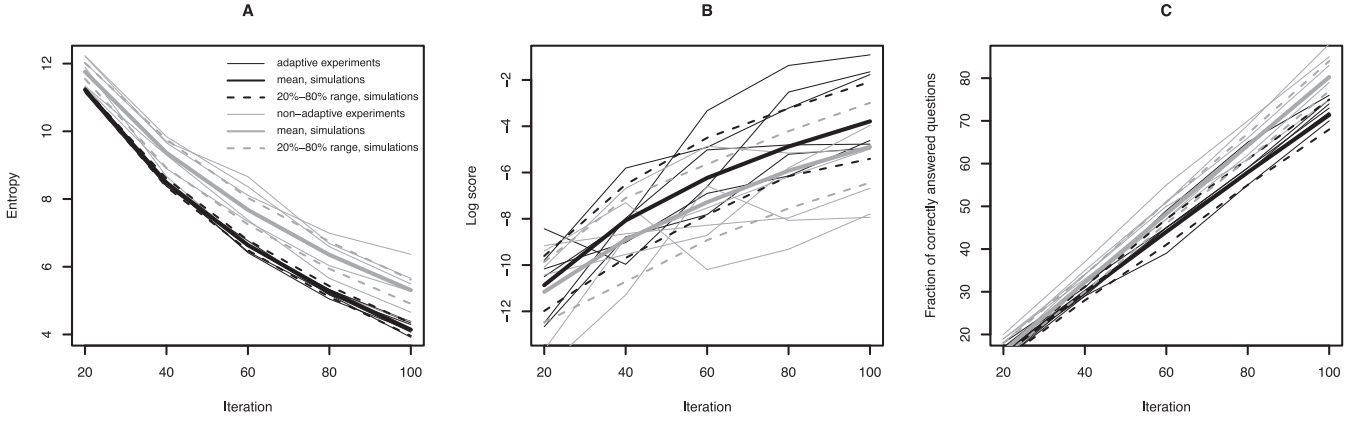 A
Entropy
12
10
8
6
4
adaptive experiments
mean, simulations
20%–80% range, simulations
non−adaptive experiments
mean, simulations
20%–80% range, simulations
20 40 60 80 100
Iteration
B
Log score
−2
−4
−6
−8
−10
−12
20 40 60 80 100
Iteration
C
Fraction of correctly answered questions
80
70
60
50
40
30
20
20 40 60 80 100
Iteration